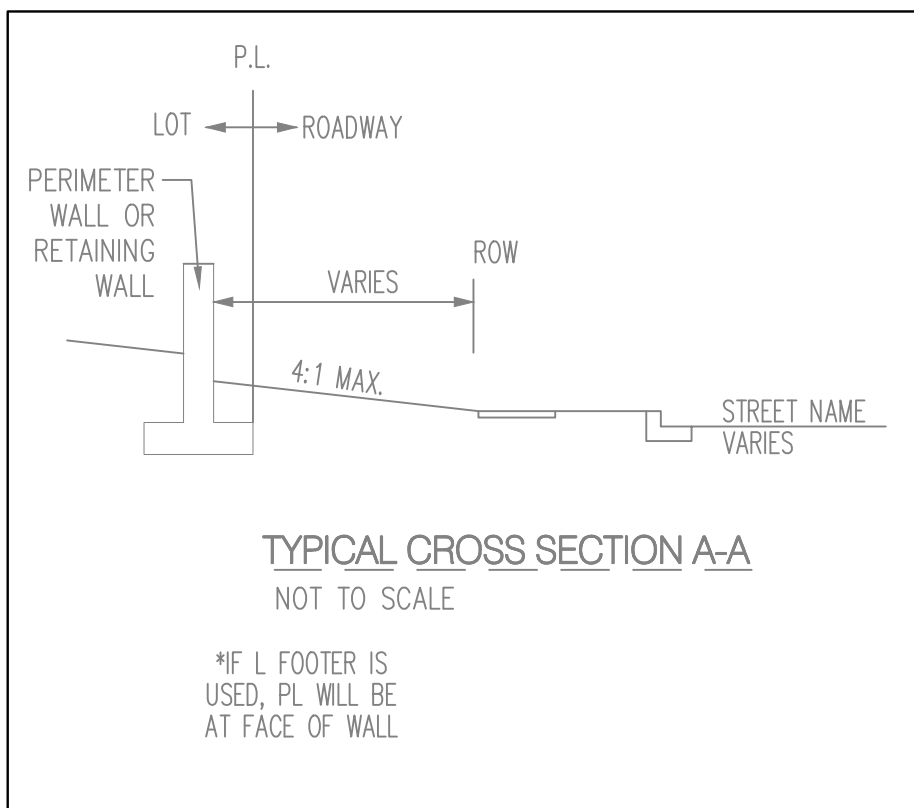 P.L.
LOT
ROADWAY
PERIMETER
WALL OR
RETAINING
WALL
ROW
VARIES
4:1 MAX.
STREET NAME
VARIES
TYPICAL CROSS SECTION A-A
NOT TO SCALE
*IF L FOOTER IS
USED, PL WILL BE
AT FACE OF WALL